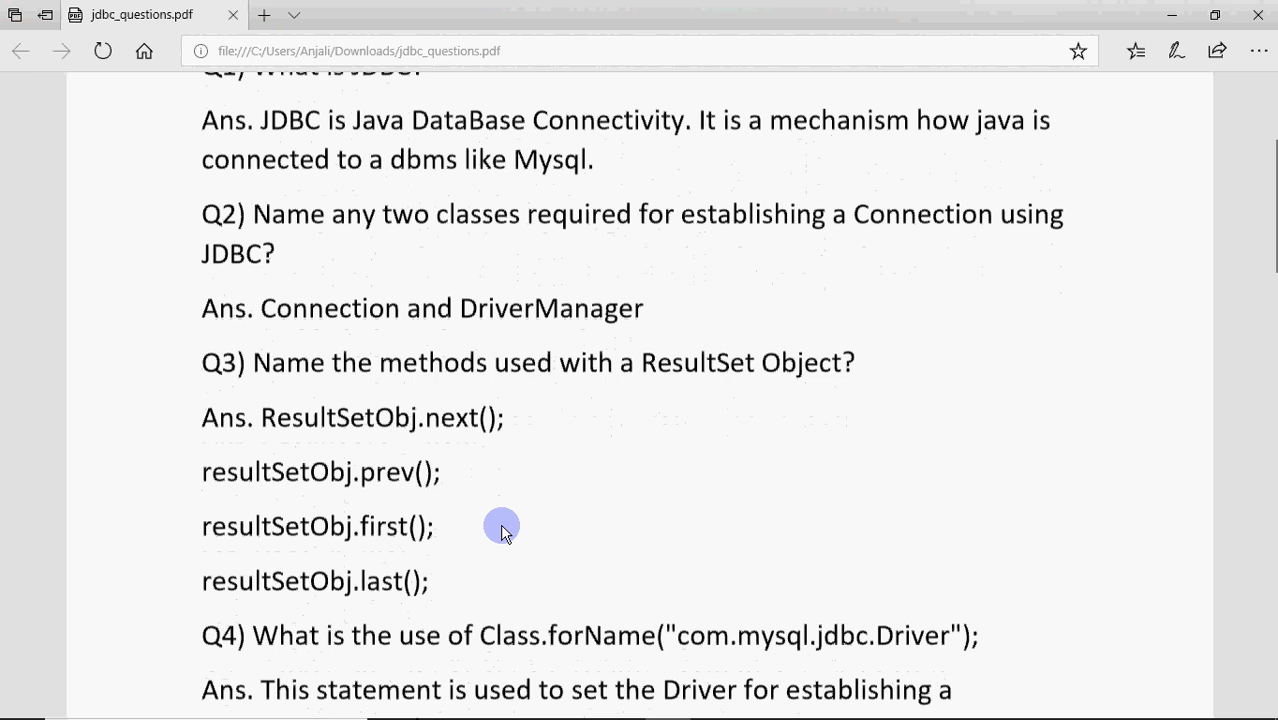 jdbc_questions.pdf
file:///C:/Users/Anjali/Downloads/jdbc_questions.pdf
Q1) What is JDBC?
Ans. JDBC is Java DataBase Connectivity. It is a mechanism how java is
connected to a dbms like Mysql.
Q2) Name any two classes required for establishing a Connection using
JDBC?
Ans. Connection and DriverManager
Q3) Name the methods used with a ResultSet Object?
Ans. ResultSetObj.next();
resultSetObj.prev();
resultSetObj.first();
resultSetObj.last();
Q4) What is the use of Class.forName("com.mysql.jdbc.Driver");
Ans. This statement is used to set the Driver for establishing a